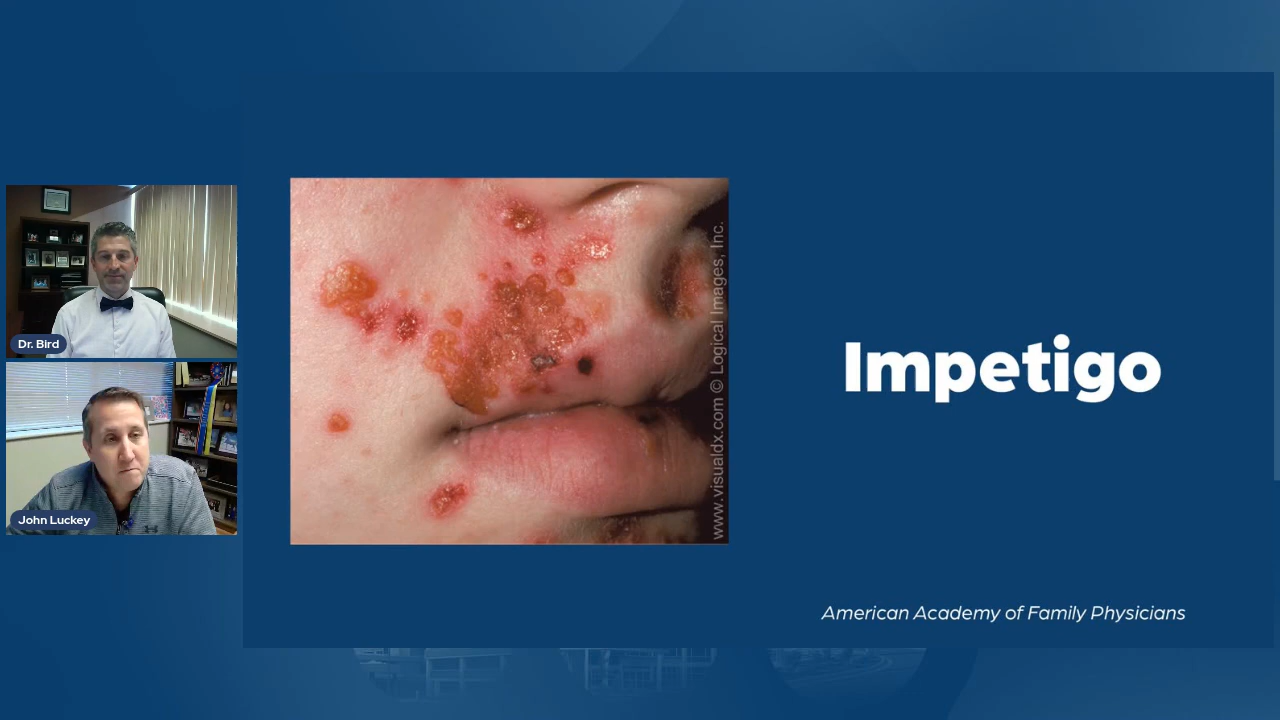 Dr. Bird
John Luckey
www.visualdx.com © Logical Images, Inc.
Impetigo
American Academy of Family Physicians